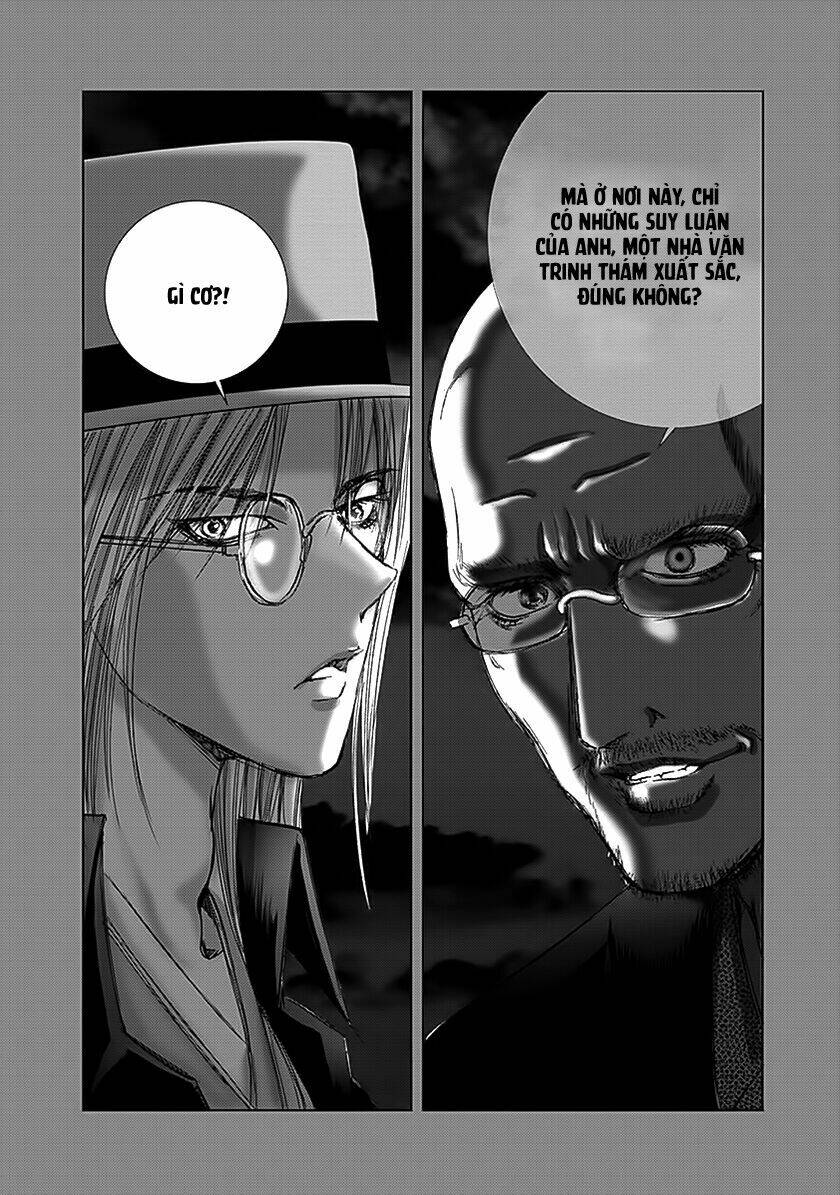 MÀ Ở NƠI NÀY, CHỈ
CÓ NHỮNG SUY LUẬN
CỦA ANH, MỘT NHÀ VĂN
TRINH THÁM XUẤT SẮC,
ĐÚNG KHÔNG?
GÌ CƠ?!